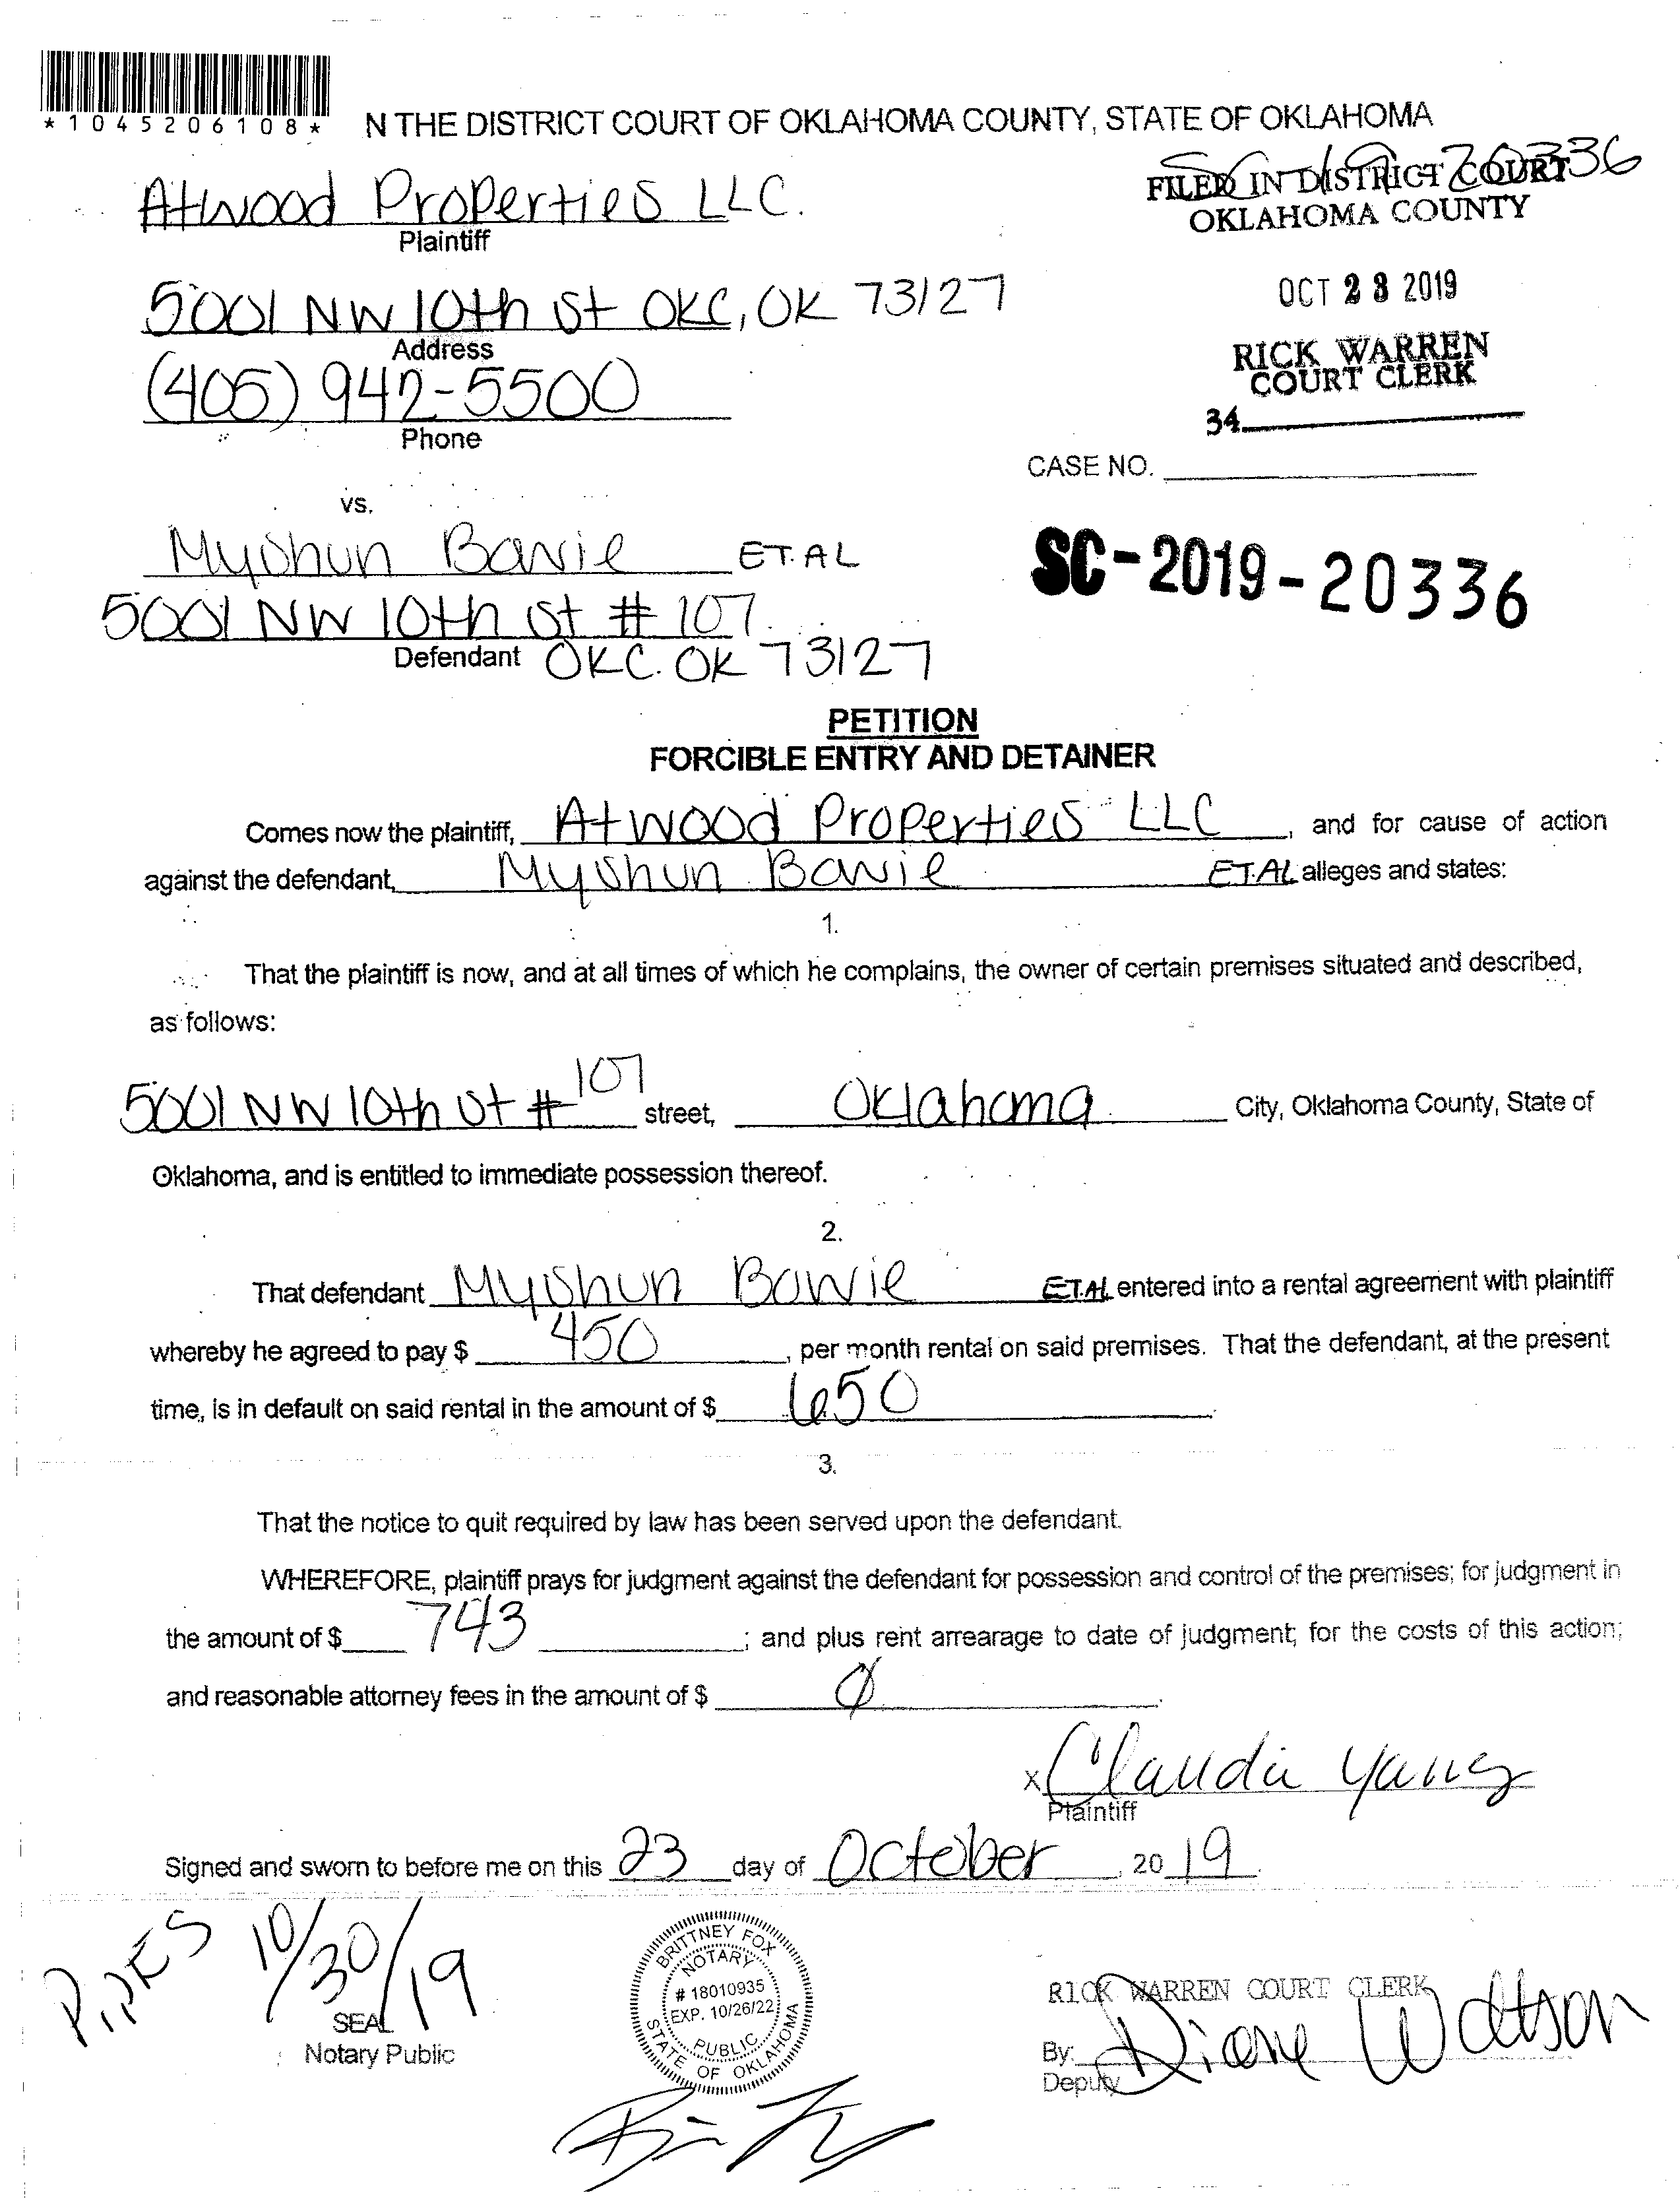 *1045206108*
N THE DISTRICT COURT OF OKLAHOMA COUNTY, STATE OF OKLAHOMA
SC 19 20336
Atwood Properties LLC.
FILED IN DISTRICT COURT
OKLAHOMA COUNTY
Plaintiff
5001 NW 10th St OKC, OK 73127
OCT 23 2019
Address
RICK WARREN
COURT CLERK
(405) 942-5500
34
Phone
CASE NO.
vs.
Myshun Bowie ET.AL
SC-2019-20336
5001 NW 10th St # 107
Defendant OKC. OK 73127
PETITION
FORCIBLE ENTRY AND DETAINER
Comes now the plaintiff, Atwood Properties LLC, and for cause of action
against the defendant, Myshun Bowie ET.AL alleges and states:
1.
That the plaintiff is now, and at all times of which he complains, the owner of certain premises situated and described,
as follows:
5001 NW 10th St # 107 street, Oklahoma City, Oklahoma County, State of
Oklahoma, and is entitled to immediate possession thereof.
2.
That defendant Myshun Bowie ET.AL entered into a rental agreement with plaintiff
whereby he agreed to pay $ 450, per month rental on said premises. That the defendant, at the present
time, is in default on said rental in the amount of $ 650.
3.
That the notice to quit required by law has been served upon the defendant.
WHEREFORE, plaintiff prays for judgment against the defendant for possession and control of the premises; for judgment in
the amount of $ 743; and plus rent arrearage to date of judgment; for the costs of this action;
and reasonable attorney fees in the amount of $ 0.
x Claudia Yanez
Plaintiff
Signed and sworn to before me on this 23 day of October, 20 19.
10/30/19
BRITTNEY FOX
NOTARY
# 18010935
EXP. 10/26/22
PUBLIC
STATE OF OKLAHOMA
SEAL
Notary Public
RICK WARREN COURT CLERK
By: Diane Watson
Deputy